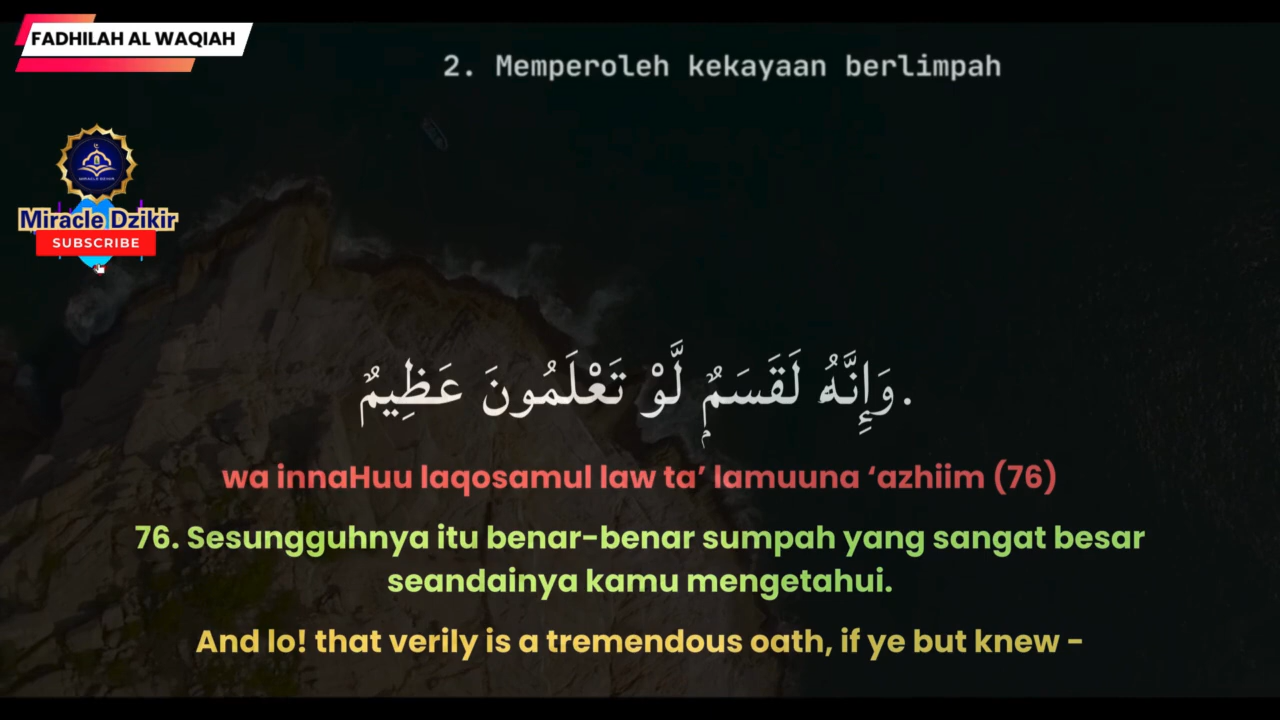 FADHILAH AL WAQIAH
2. Memperoleh kekayaan berlimpah
Miracle Dzikir
SUBSCRIBE
وَإِنَّهُۥ لَقَسَمٌ لَّوْ تَعْلَمُونَ عَظِيمٌ.
wa innaHuu laqosamul law ta’ lamuuna ‘azhiim (76)
76. Sesungguhnya itu benar-benar sumpah yang sangat besar
seandainya kamu mengetahui.
And lo! that verily is a tremendous oath, if ye but knew -